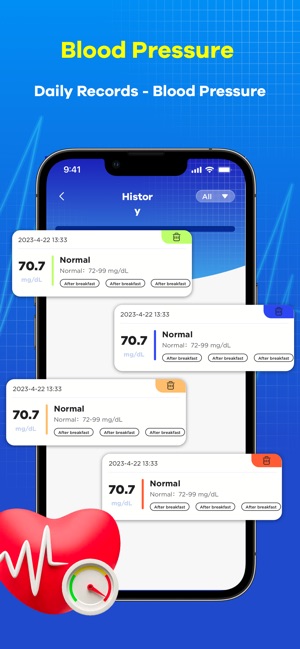 Blood Pressure
Daily Records - Blood Pressure
9:41
Histor
y
All
2023-4-22 13:33
70.7
mg/dL
Normal
Normal: 72-99 mg/dL
After breakfast After breakfast After breakfast
2023-4-22 13:33
70.7
mg/dL
Normal
Normal: 72-99 mg/dL
After breakfast After breakfast After breakfast
2023-4-22 13:33
70.7
mg/dL
Normal
Normal: 72-99 mg/dL
After breakfast After breakfast After breakfast
2023-4-22 13:33
70.7
mg/dL
Normal
Normal: 72-99 mg/dL
After breakfast After breakfast After breakfast